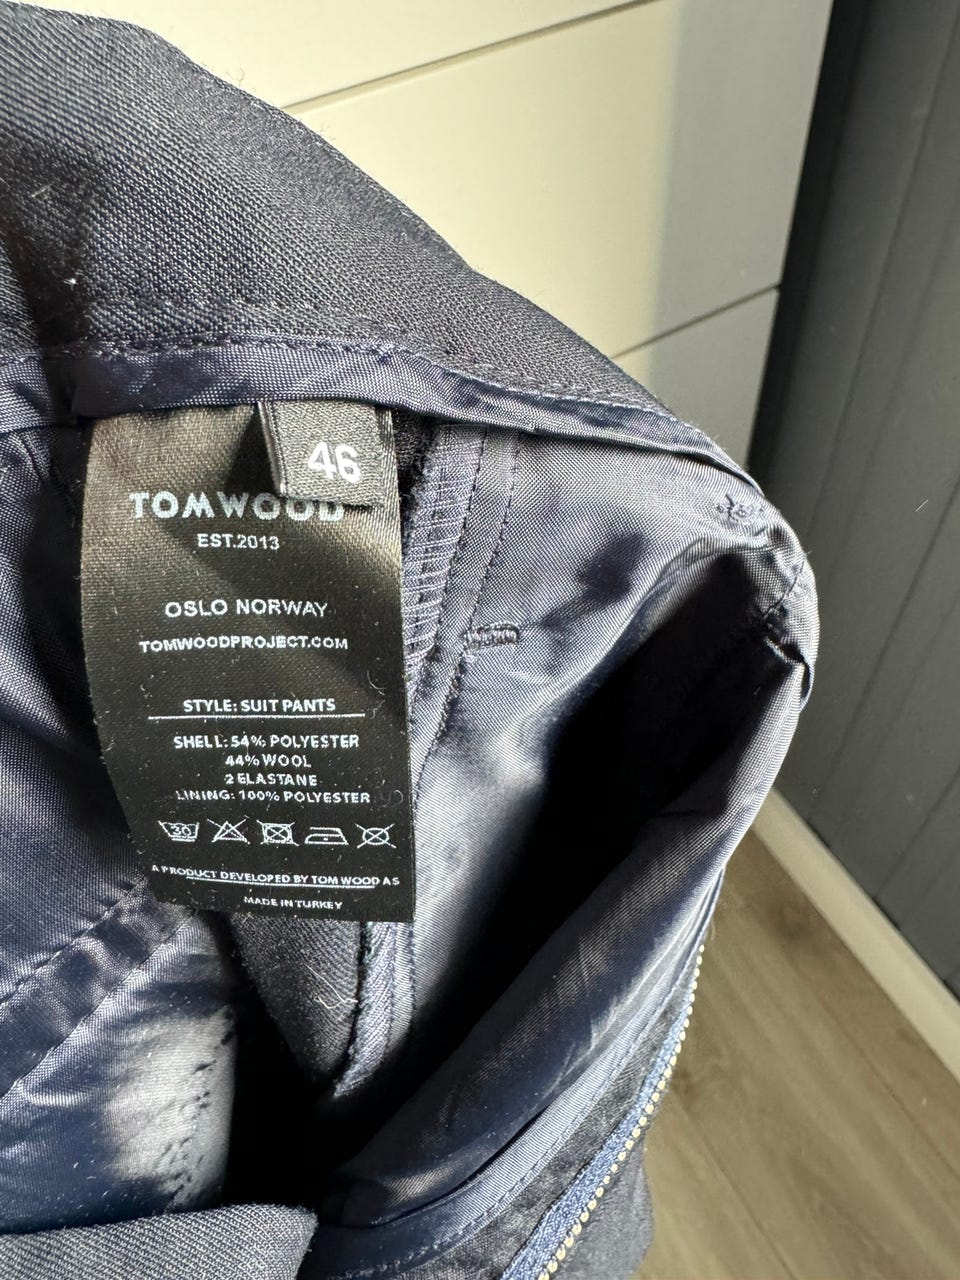 46
TOMWOOD
EST.2013
OSLO NORWAY
TOMWOODPROJECT.COM
STYLE: SUIT PANTS
SHELL: 54% POLYESTER
44% WOOL
2 ELASTANE
LINING: 100% POLYESTER
30
A PRODUCT DEVELOPED BY TOM WOOD AS
MADE IN TURKEY